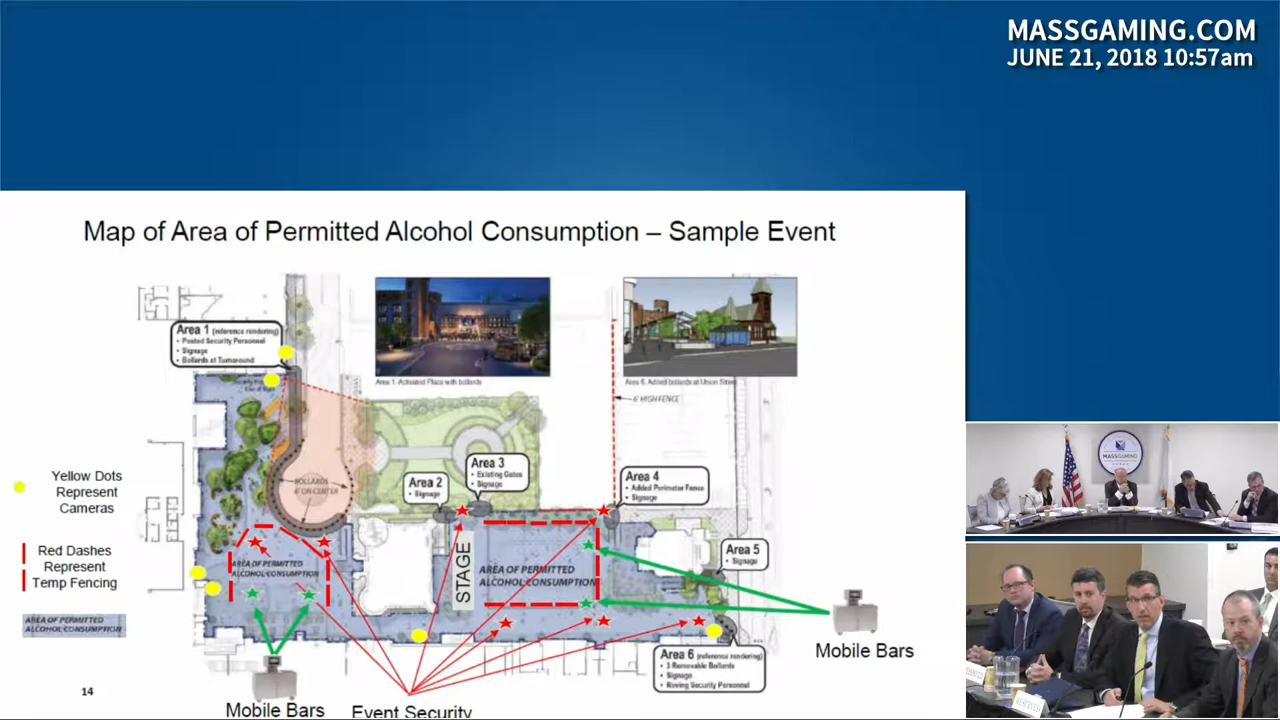 MASSGAMING.COM
JUNE 21, 2018 10:57am
Map of Area of Permitted Alcohol Consumption – Sample Event
Area 1 (reference rendering)
• Posted Security Personnel
• Signage
• Bollards at Turnaround
Area 1. Activated Plaza with bollards
Area 6. Added bollards at Union Street
6' HIGH FENCE
BOLLARDS
6' ON CENTER
Area 2
• Signage
Area 3
• Existing Gates
• Signage
Area 4
• Added Perimeter Fence
• Signage
Yellow Dots
Represent
Cameras
Red Dashes
Represent
Temp Fencing
AREA OF PERMITTED
ALCOHOL CONSUMPTION
AREA OF PERMITTED
ALCOHOL CONSUMPTION
STAGE
AREA OF PERMITTED
ALCOHOL CONSUMPTION
Area 5
• Signage
Area 6 (reference rendering)
• 3 Removable Bollards
• Signage
• Roving Security Personnel
Mobile Bars
14
Mobile Bars
Event Security
MASSGAMING
RESERVED